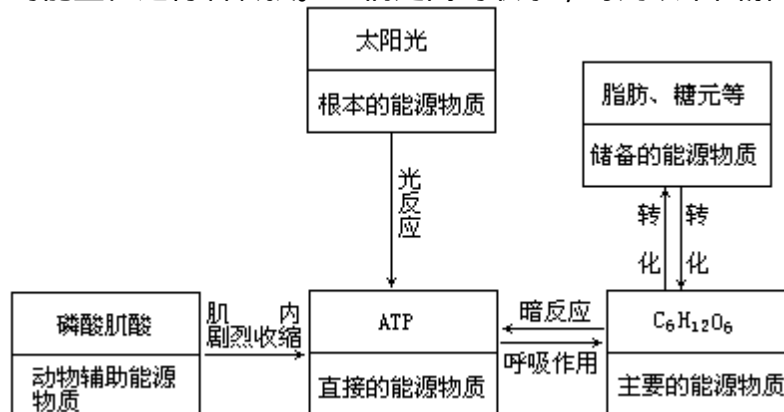 太阳光
根本的能源物质
脂肪、糖元等
储备的能源物质
光反应
转化
转化
磷酸肌酸
动物辅助能源
物质
肌 内
剧烈收缩
ATP
直接的能源物质
暗反应
呼吸作用
C₆H₁₂O₆
主要的能源物质